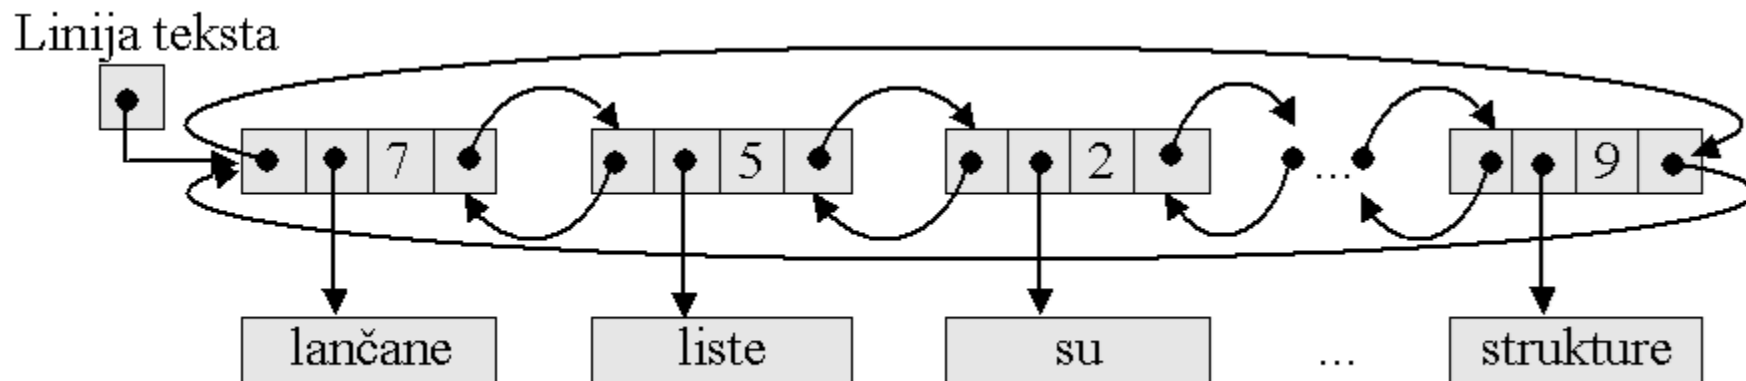 Linija teksta
7 5 2 ... 9
lančane liste su ... strukture